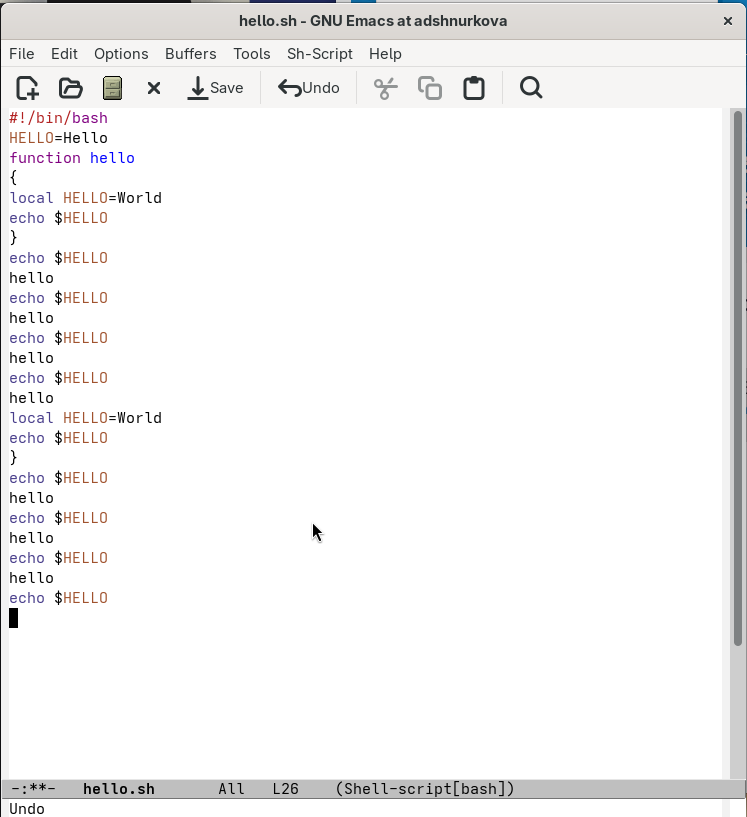 hello.sh - GNU Emacs at adshnurkova
File Edit Options Buffers Tools Sh-Script Help
Save Undo
#!/bin/bash
HELLO=Hello
function hello
{
local HELLO=World
echo $HELLO
}
echo $HELLO
hello
echo $HELLO
hello
echo $HELLO
hello
echo $HELLO
hello
local HELLO=World
echo $HELLO
}
echo $HELLO
hello
echo $HELLO
hello
echo $HELLO
hello
echo $HELLO
-:**- hello.sh All L26 (Shell-script[bash])
Undo